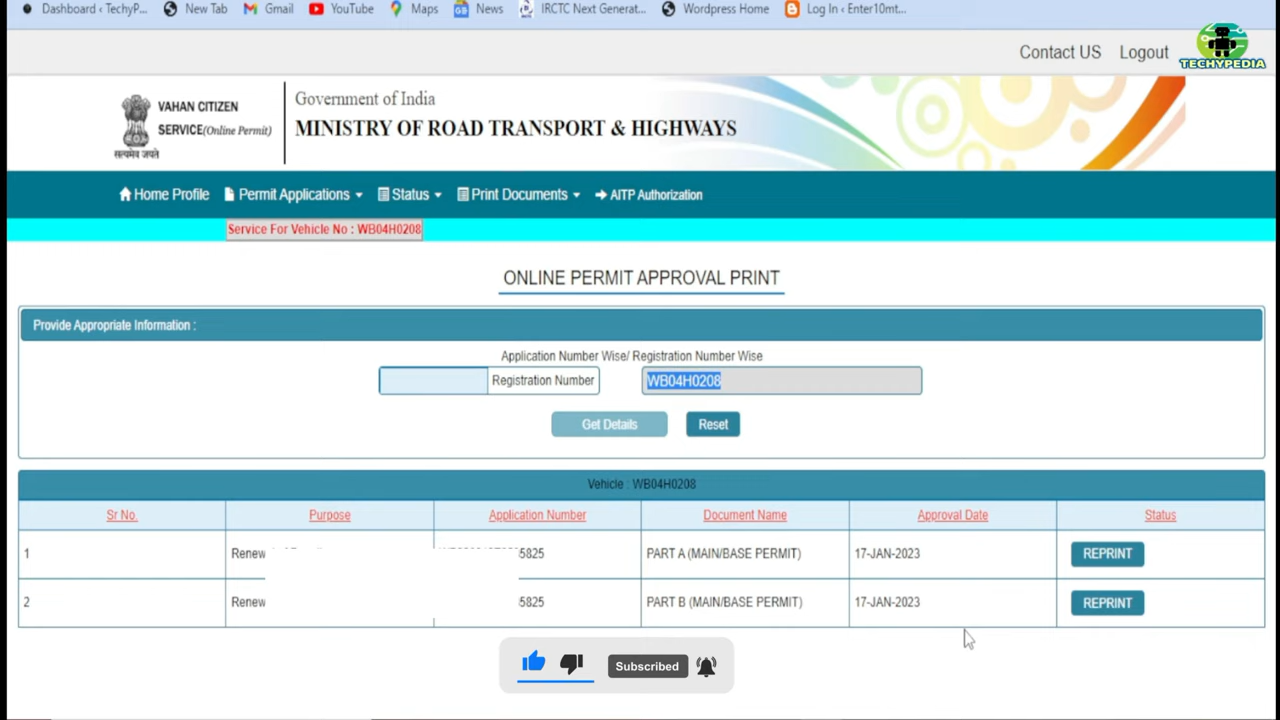 Dashboard ‹ TechyP... New Tab Gmail YouTube Maps News IRCTC Next Generat... Wordpress Home Log In ‹ Enter10mt...
Contact US Logout
TECHYPEDIA
VAHAN CITIZEN
SERVICE(Online Permit)
सत्यमेव जयते
Government of India
MINISTRY OF ROAD TRANSPORT & HIGHWAYS
Home Profile Permit Applications Status Print Documents AITP Authorization
Service For Vehicle No : WB04H0208
ONLINE PERMIT APPROVAL PRINT
Provide Appropriate Information :
Application Number Wise/ Registration Number Wise
Registration Number WB04H0208
Get Details Reset
Vehicle : WB04H0208
Sr No. Purpose Application Number Document Name Approval Date Status
1 Renew 5825 PART A (MAIN/BASE PERMIT) 17-JAN-2023 REPRINT
2 Renew 5825 PART B (MAIN/BASE PERMIT) 17-JAN-2023 REPRINT
Subscribed